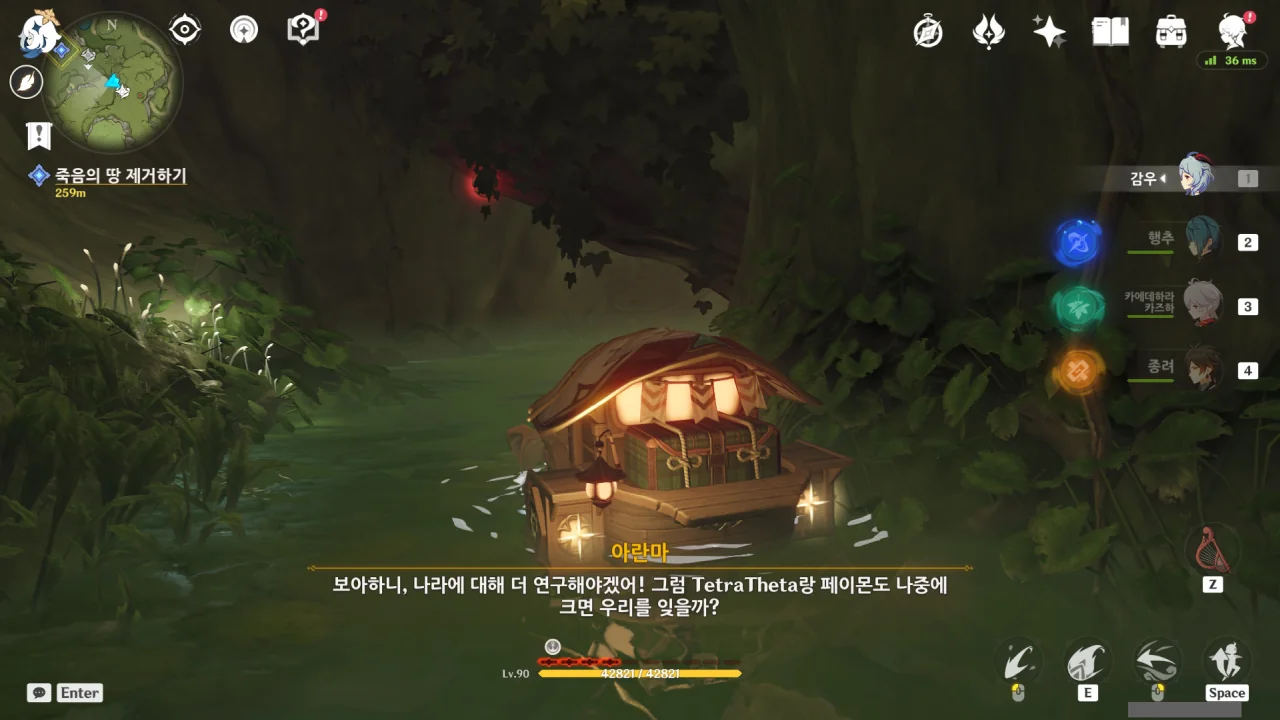 N
36 ms
죽음의 땅 제거하기
259m
감우
1
행추
2
카에데하라
카즈하
3
종려
4
아란마
보아하니, 나라에 대해 더 연구해야겠어! 그럼 TetraTheta랑 페이몬도 나중에
크면 우리를 잊을까?
Z
Lv.90
42821 / 42821
Enter
E
Space